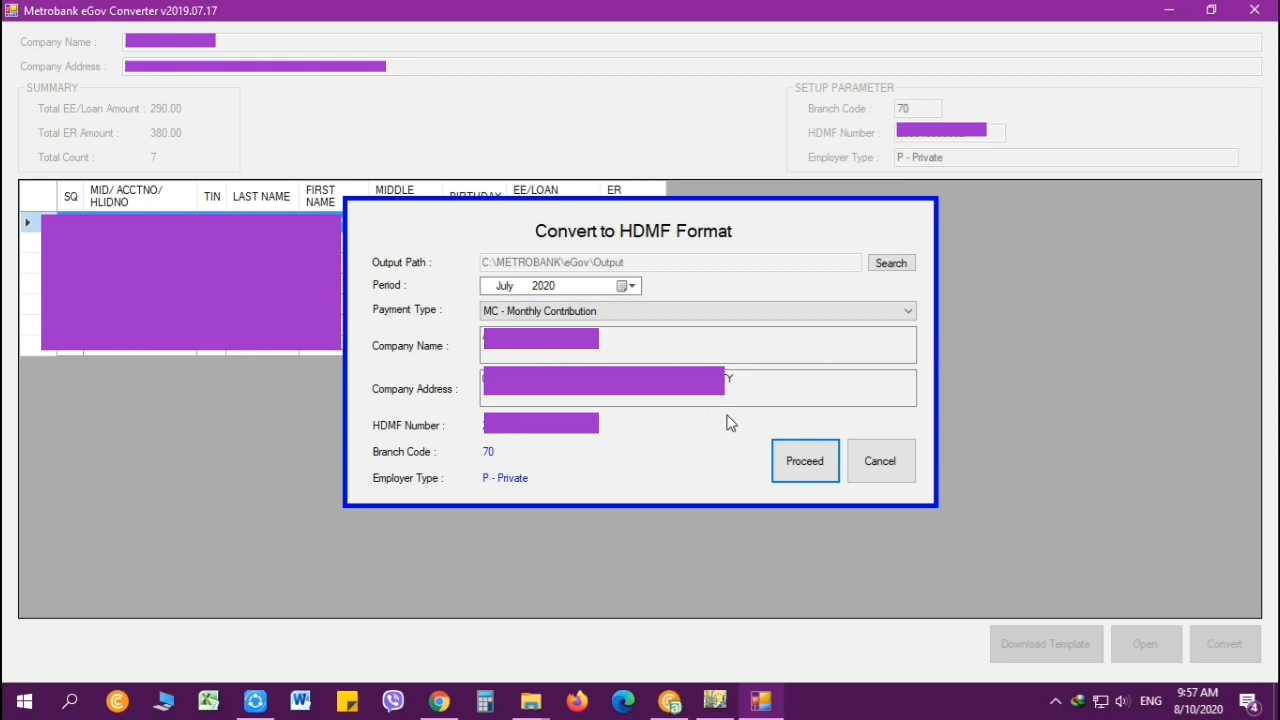 Metrobank eGov Converter v2019.07.17
Company Name :
Company Address :
SUMMARY
Total EE/Loan Amount : 290.00
Total ER Amount : 380.00
Total Count : 7
SETUP PARAMETER
Branch Code : 70
HDMF Number :
Employer Type : P - Private
SQ MID/ ACCTNO/ HLIDNO TIN LAST NAME FIRST NAME MIDDLE BIRTHDAY EE/LOAN ER
Convert to HDMF Format
Output Path : C:\METROBANK\eGov\Output Search
Period : July 2020
Payment Type : MC - Monthly Contribution
Company Name :
Company Address :
HDMF Number :
Branch Code : 70
Employer Type : P - Private
Proceed Cancel
Download Template Open Convert
ENG
9:57 AM
8/10/2020
4